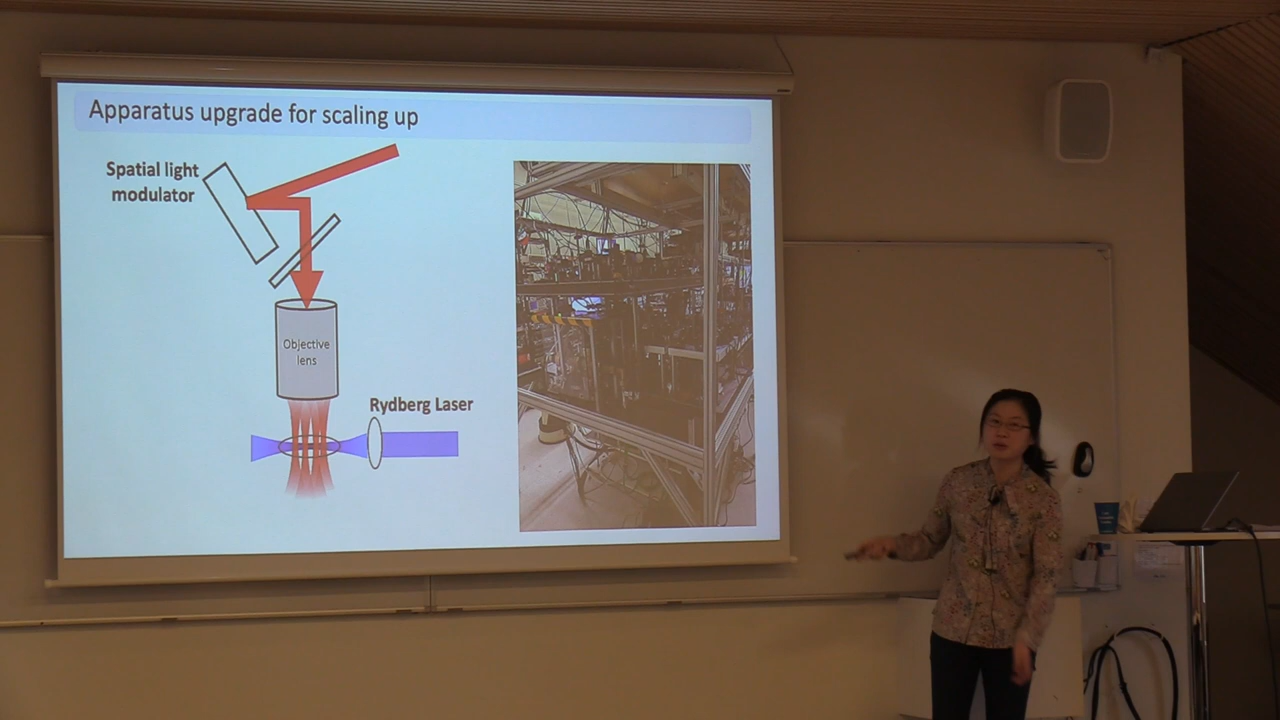 Apparatus upgrade for scaling up
Spatial light
modulator
Objective
lens
Rydberg Laser